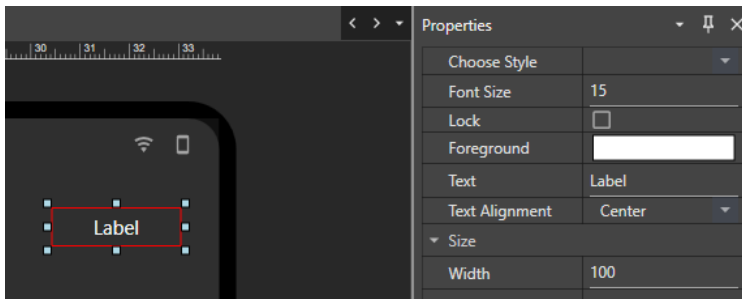 Properties
30 31 32 33
Choose Style
Font Size 15
Lock
Foreground
Text Label
Text Alignment Center
Size
Width 100
Label